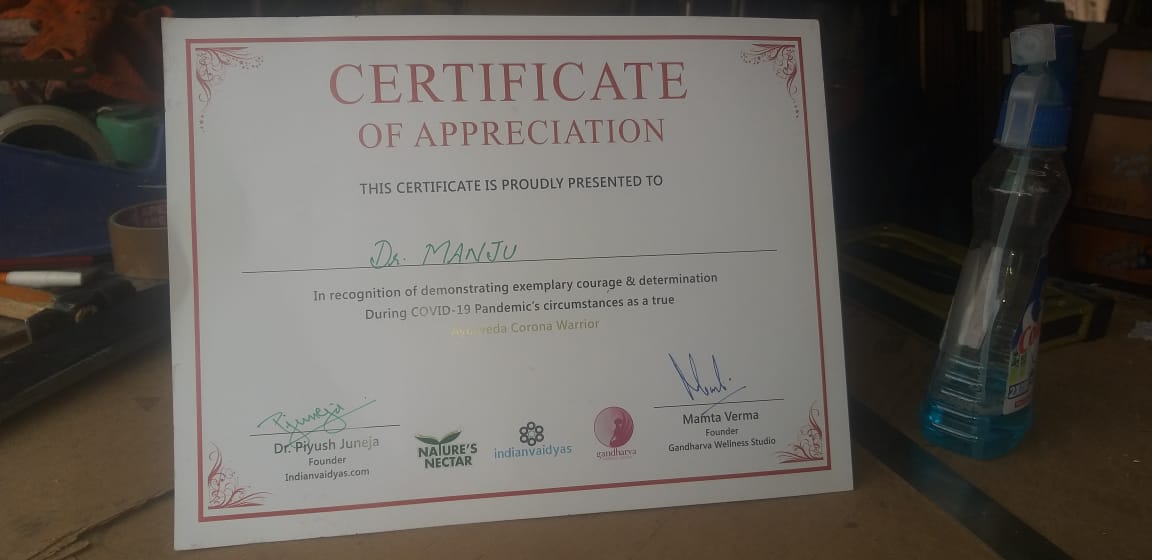 CERTIFICATE
OF APPRECIATION
THIS CERTIFICATE IS PROUDLY PRESENTED TO
Dr. MANJU
In recognition of demonstrating exemplary courage & determination
During COVID-19 Pandemic's circumstances as a true
Ayurveda Corona Warrior
Pjuneja
Dr. Piyush Juneja
Founder
Indianvaidyas.com
NATURE'S
NECTAR
indianvaidyas
gandharva
Mamta Verma
Founder
Gandharva Wellness Studio